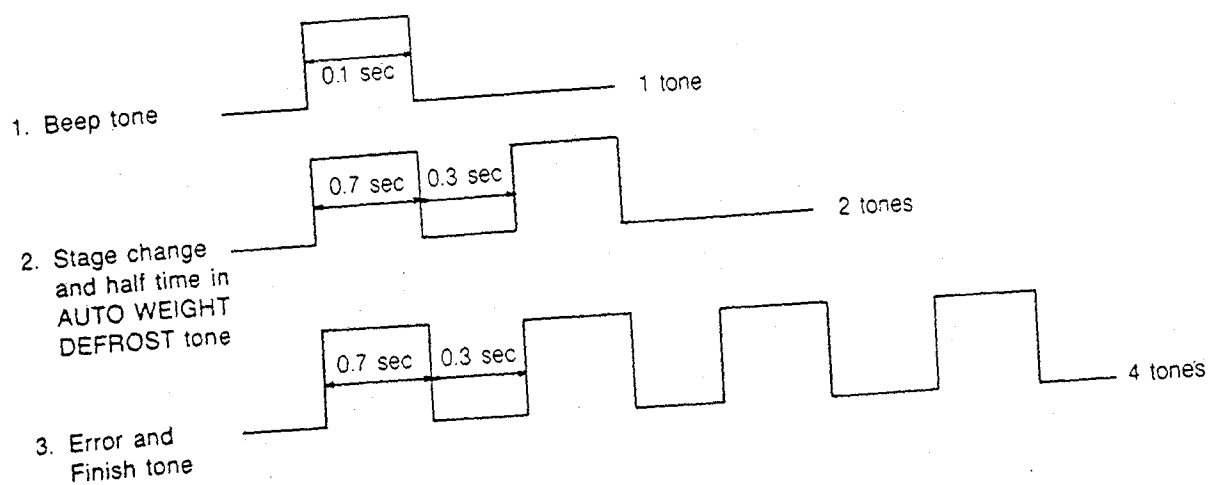 0.1 sec
1 tone
1. Beep tone
0.7 sec 0.3 sec
2 tones
2. Stage change
and half time in
AUTO WEIGHT
DEFROST tone
0.7 sec 0.3 sec
4 tones
3. Error and
Finish tone